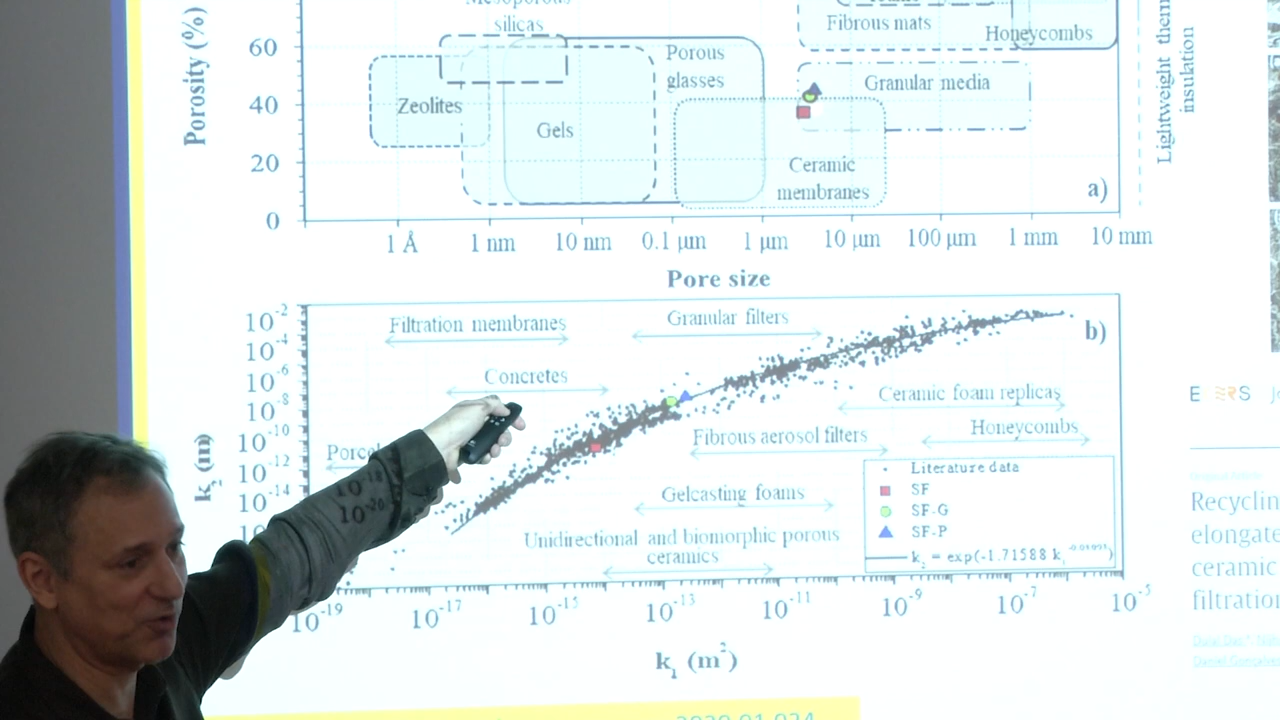 Porosity (%)
60
40
20
0
silicas
Zeolites
Gels
Porous
glasses
Fibrous mats
Honeycombs
Granular media
Ceramic
membranes
a)
Lightweight
insulation
1 Å
1 nm
10 nm
0.1 µm
1 µm
10 µm
100 µm
1 mm
10 mm
Pore size
10-2
10-4
10-6
10-8
10-10
10-12
10-14
10-18
10-20
k2 (m)
Filtration membranes
Granular filters
b)
Concretes
Ceramic foam replicas
Fibrous aerosol filters
Honeycombs
Gelcasting foams
Unidirectional and biomorphic porous
ceramics
Literature data
SF
SF-G
SF-P
10-19
10-17
10-15
10-13
10-11
10-9
10-7
10-5
k1 (m2)
Recyclin
elongate
ceramic
filtration